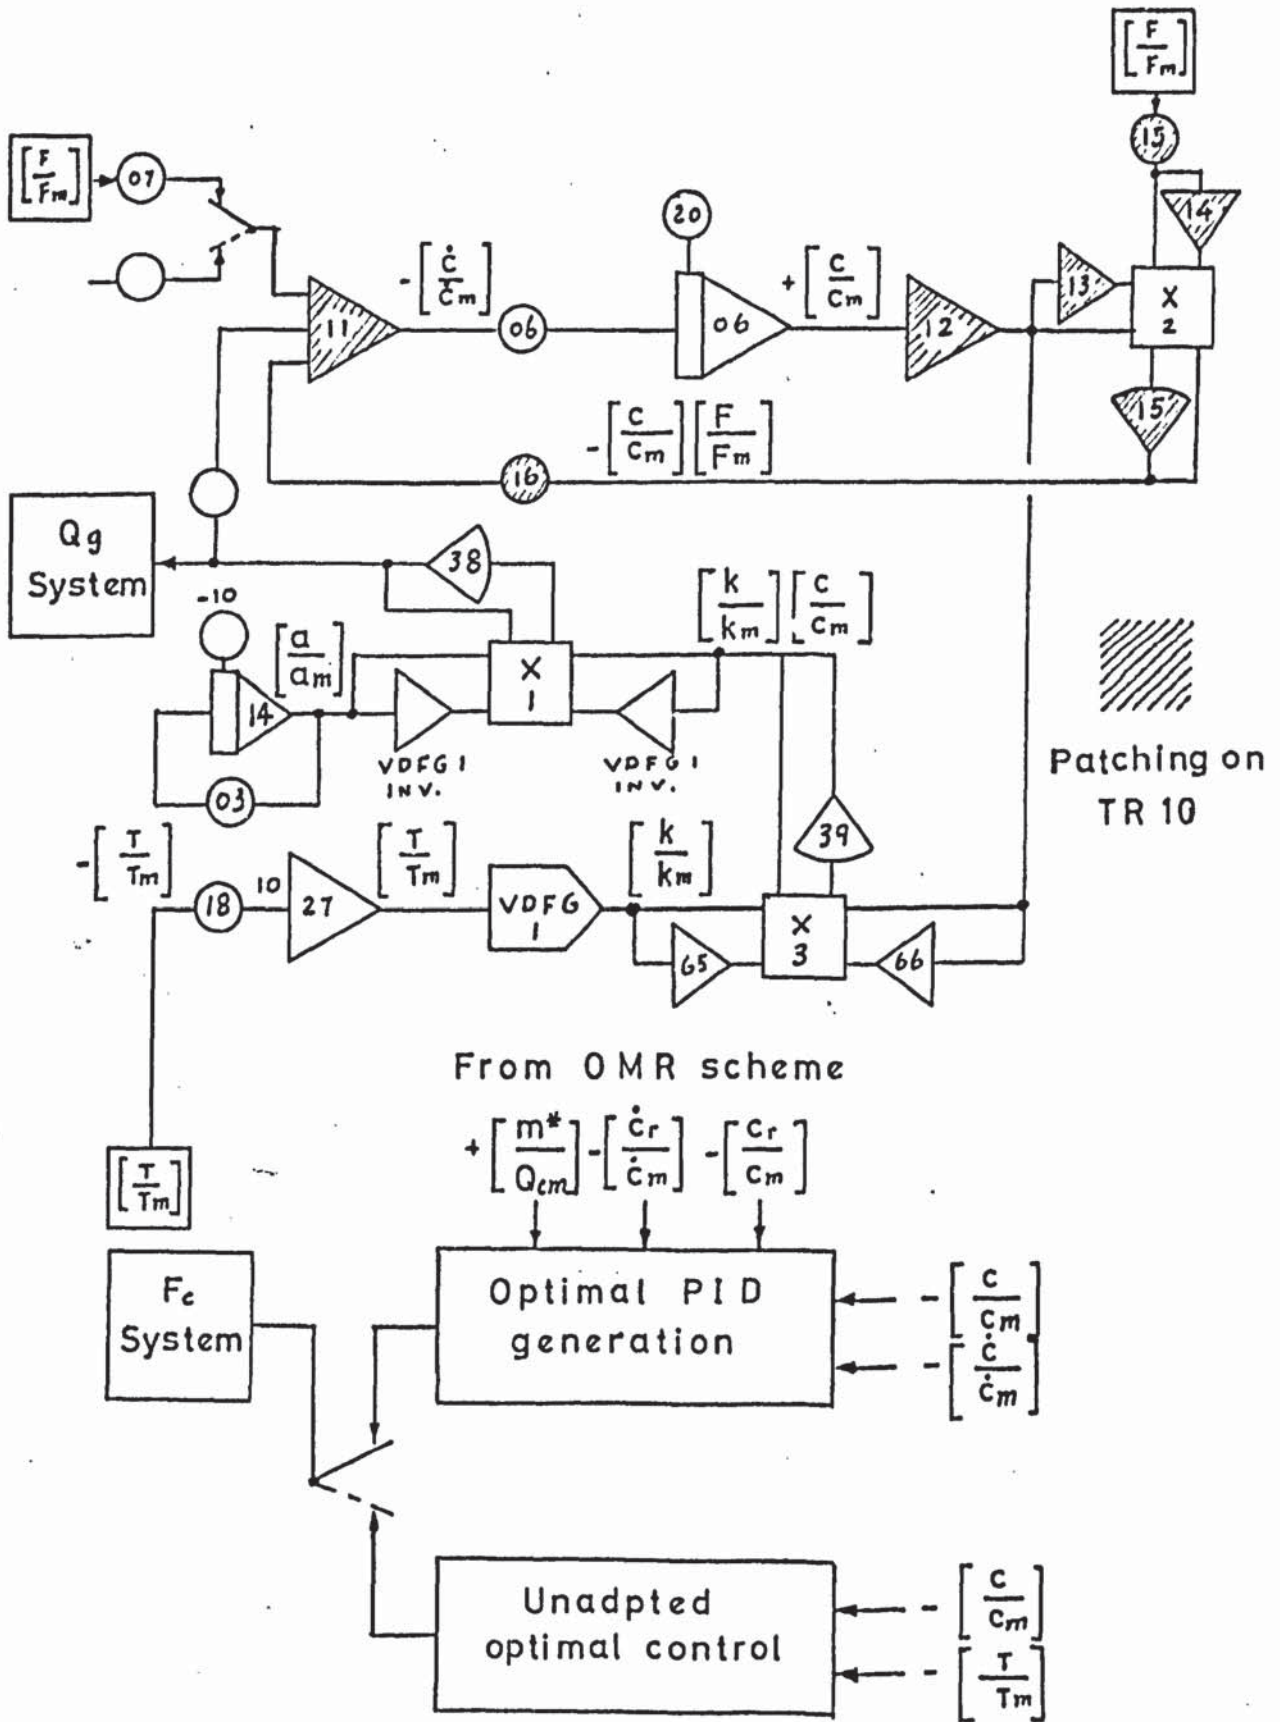 [F/Fm]
15
[F/Fm]
07
14
20
-[ċ/ċm]
+[c/cm]
13
X 2
11
06
06
12
15
-[c/cm][F/Fm]
16
Qg
System
38
-10
[a/am]
[k/km][c/cm]
X 1
14
VDFG 1
INV.
VDFG 1
INV.
Patching on
TR 10
03
39
-[T/Tm]
[T/Tm]
[k/km]
18
10
27
VDFG
1
X 3
65
66
From OMR scheme
+[m*/Qcm] -[ċr/ċm] -[cr/cm]
[T/Tm]
Fc
System
Optimal PID
generation
-[c/cm]
-[ċ/ċm]
Unadpted
optimal control
-[c/cm]
-[T/Tm]